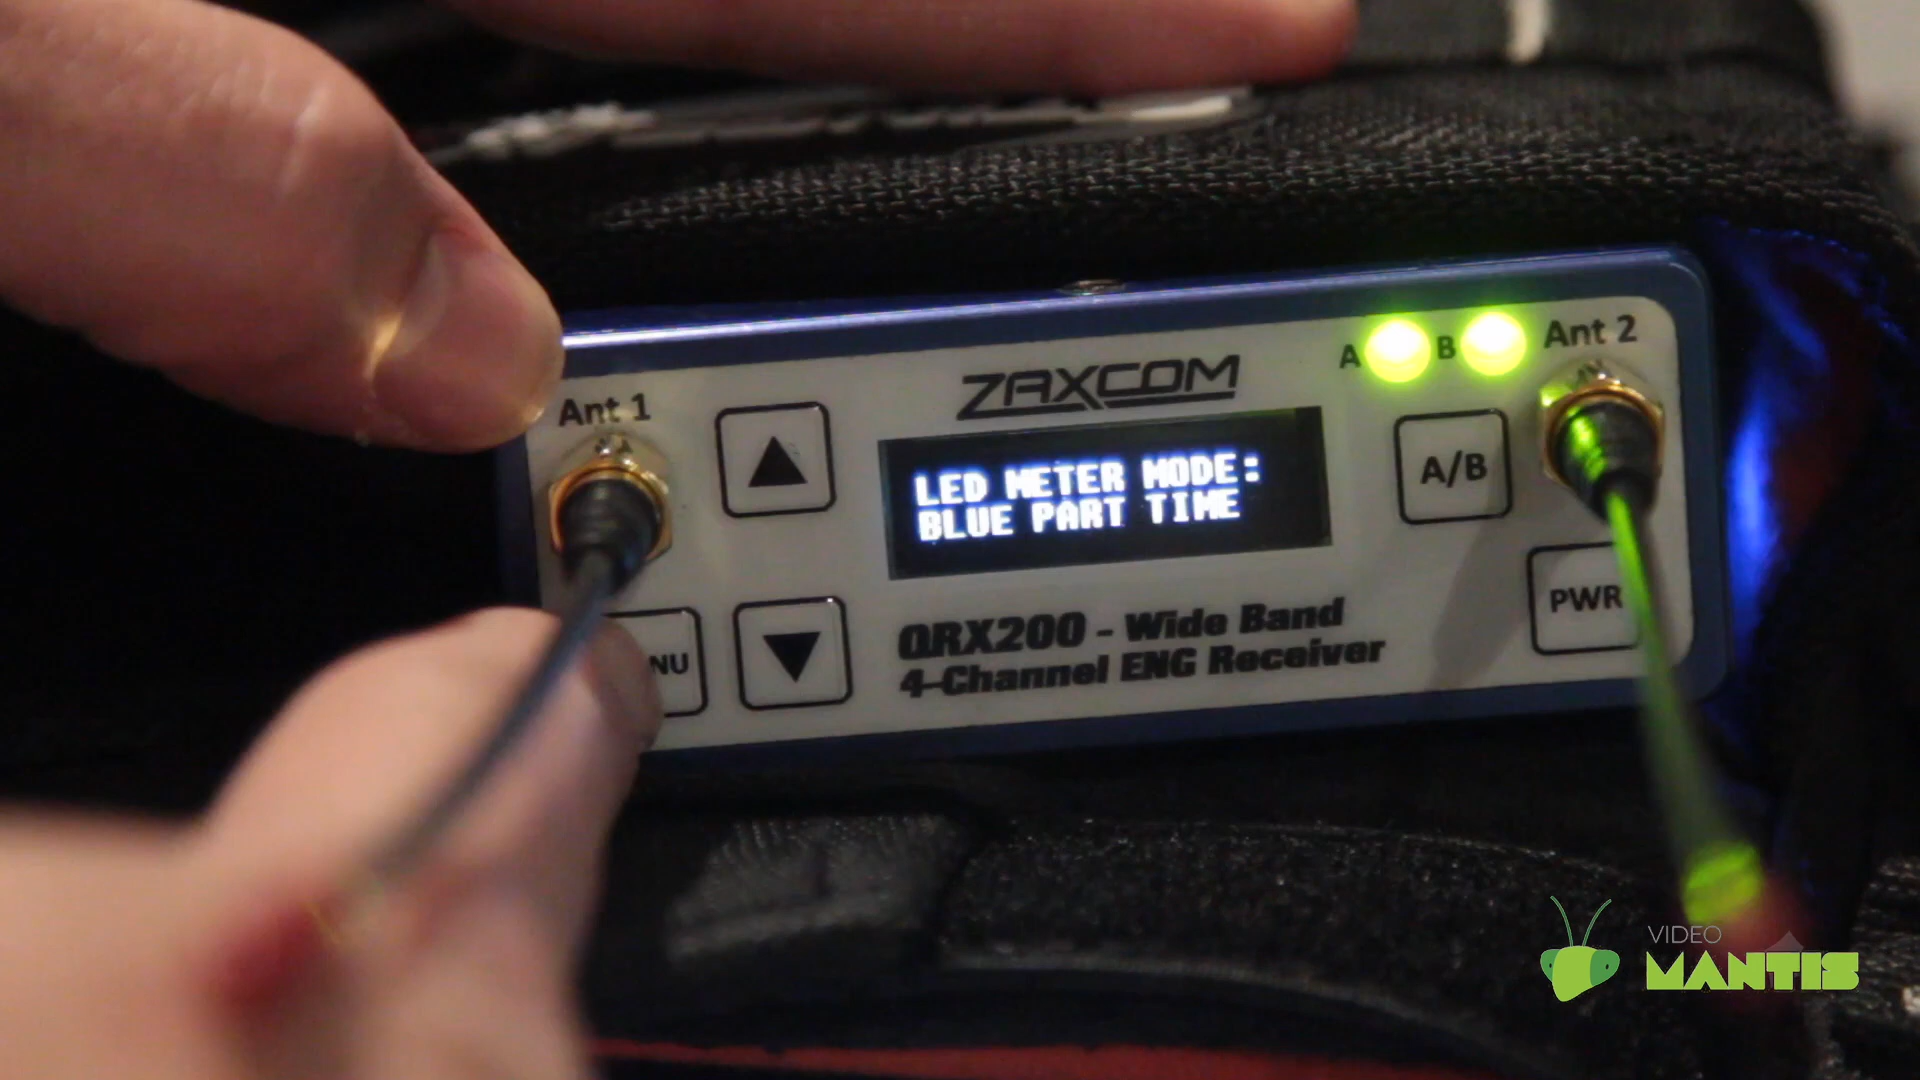 Ant 1
ZAXCOM
A
B
Ant 2
LED METER MODE:
BLUE PART TIME
A/B
PWR
QRX200 - Wide Band
4-Channel ENG Receiver
VIDEO
MANTIS